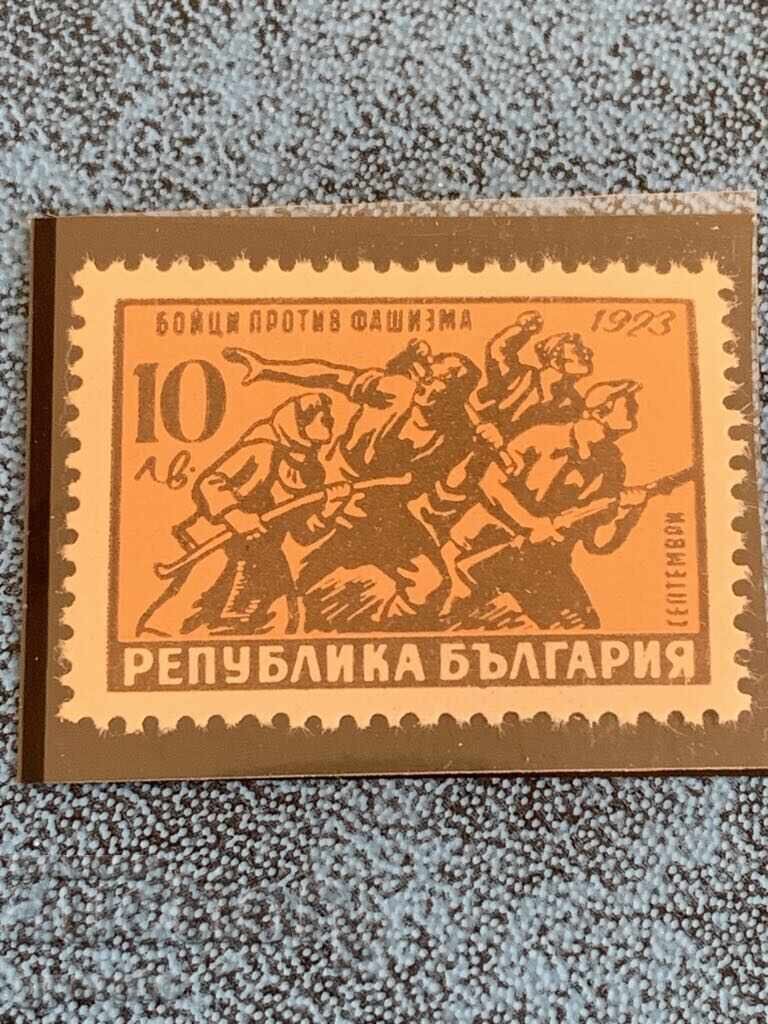 БОЙЦИ ПРОТИВ ФАШИЗМА
1923
10
лв.
СЕПТЕМВРИ
РЕПУБЛИКА БЪЛГАРИЯ